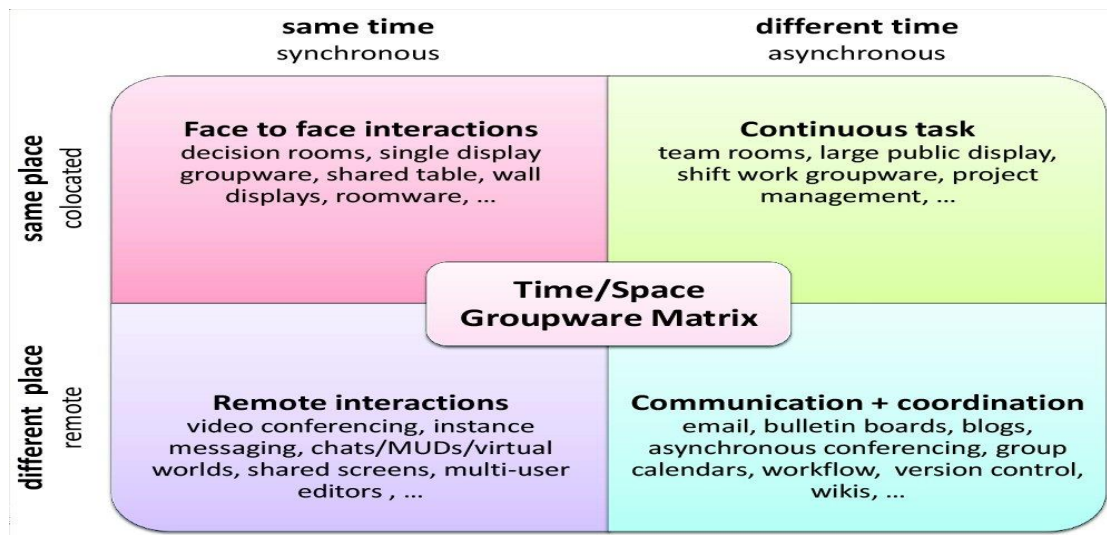 same time
synchronous
different time
asynchronous
same place
colocated
Face to face interactions
decision rooms, single display
groupware, shared table, wall
displays, roomware, ...
Continuous task
team rooms, large public display,
shift work groupware, project
management, ...
Time/Space
Groupware Matrix
different place
remote
Remote interactions
video conferencing, instance
messaging, chats/MUDs/virtual
worlds, shared screens, multi-user
editors , ...
Communication + coordination
email, bulletin boards, blogs,
asynchronous conferencing, group
calendars, workflow, version control,
wikis, ...